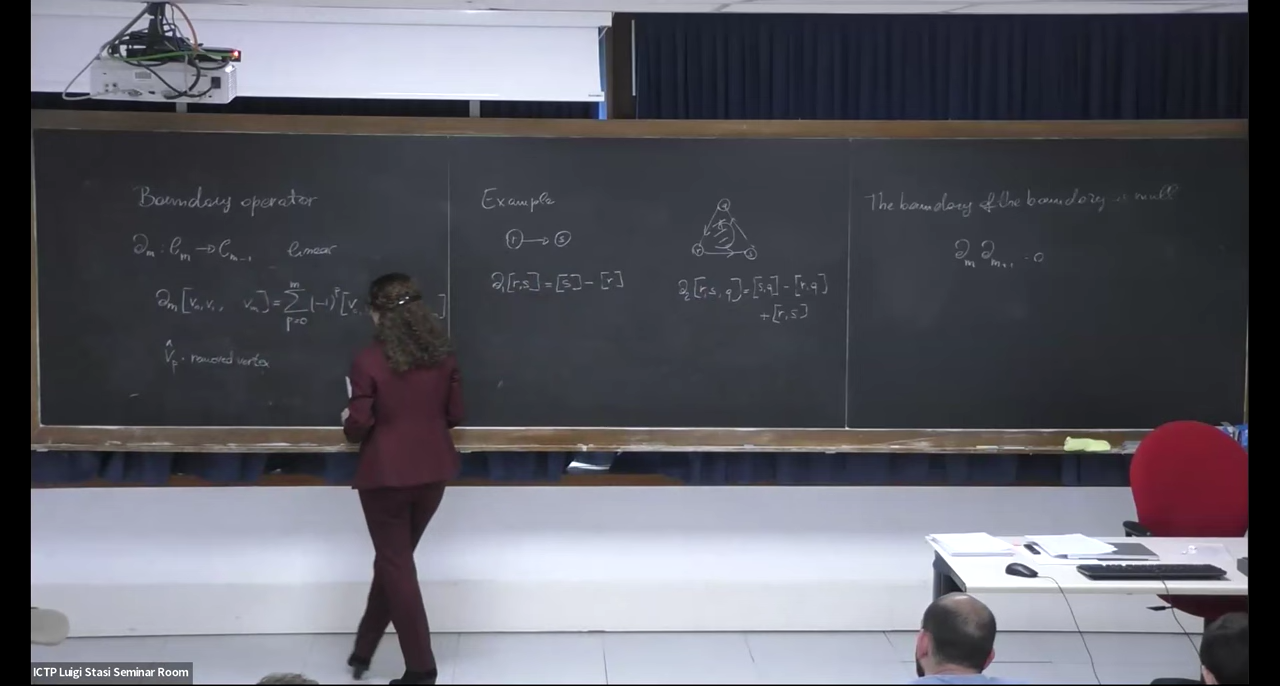 Boundary operator
∂m : Cm → Cm-1 linear
∂m [v0, v1, vm] = Σ m p=0 (-1)^p [v0,
v̂p · removed vertex
Example
r → s
∂1 [r,s] = [s] - [r]
q
r s
∂2 [r, s, q] = [s,q] - [r,q]
+ [r,s]
The boundary of the boundary is null
∂m ∂m+1 = 0
ICTP Luigi Stasi Seminar Room